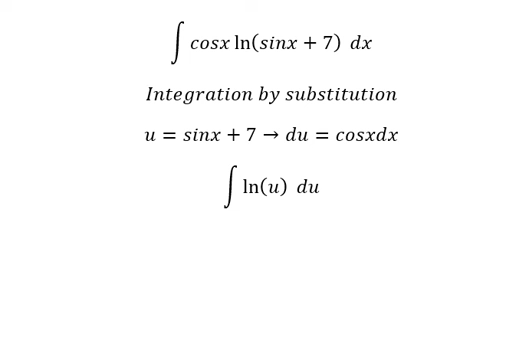 ∫ cosx ln(sinx + 7) dx
Integration by substitution
u = sinx + 7 → du = cosxdx
∫ ln(u) du